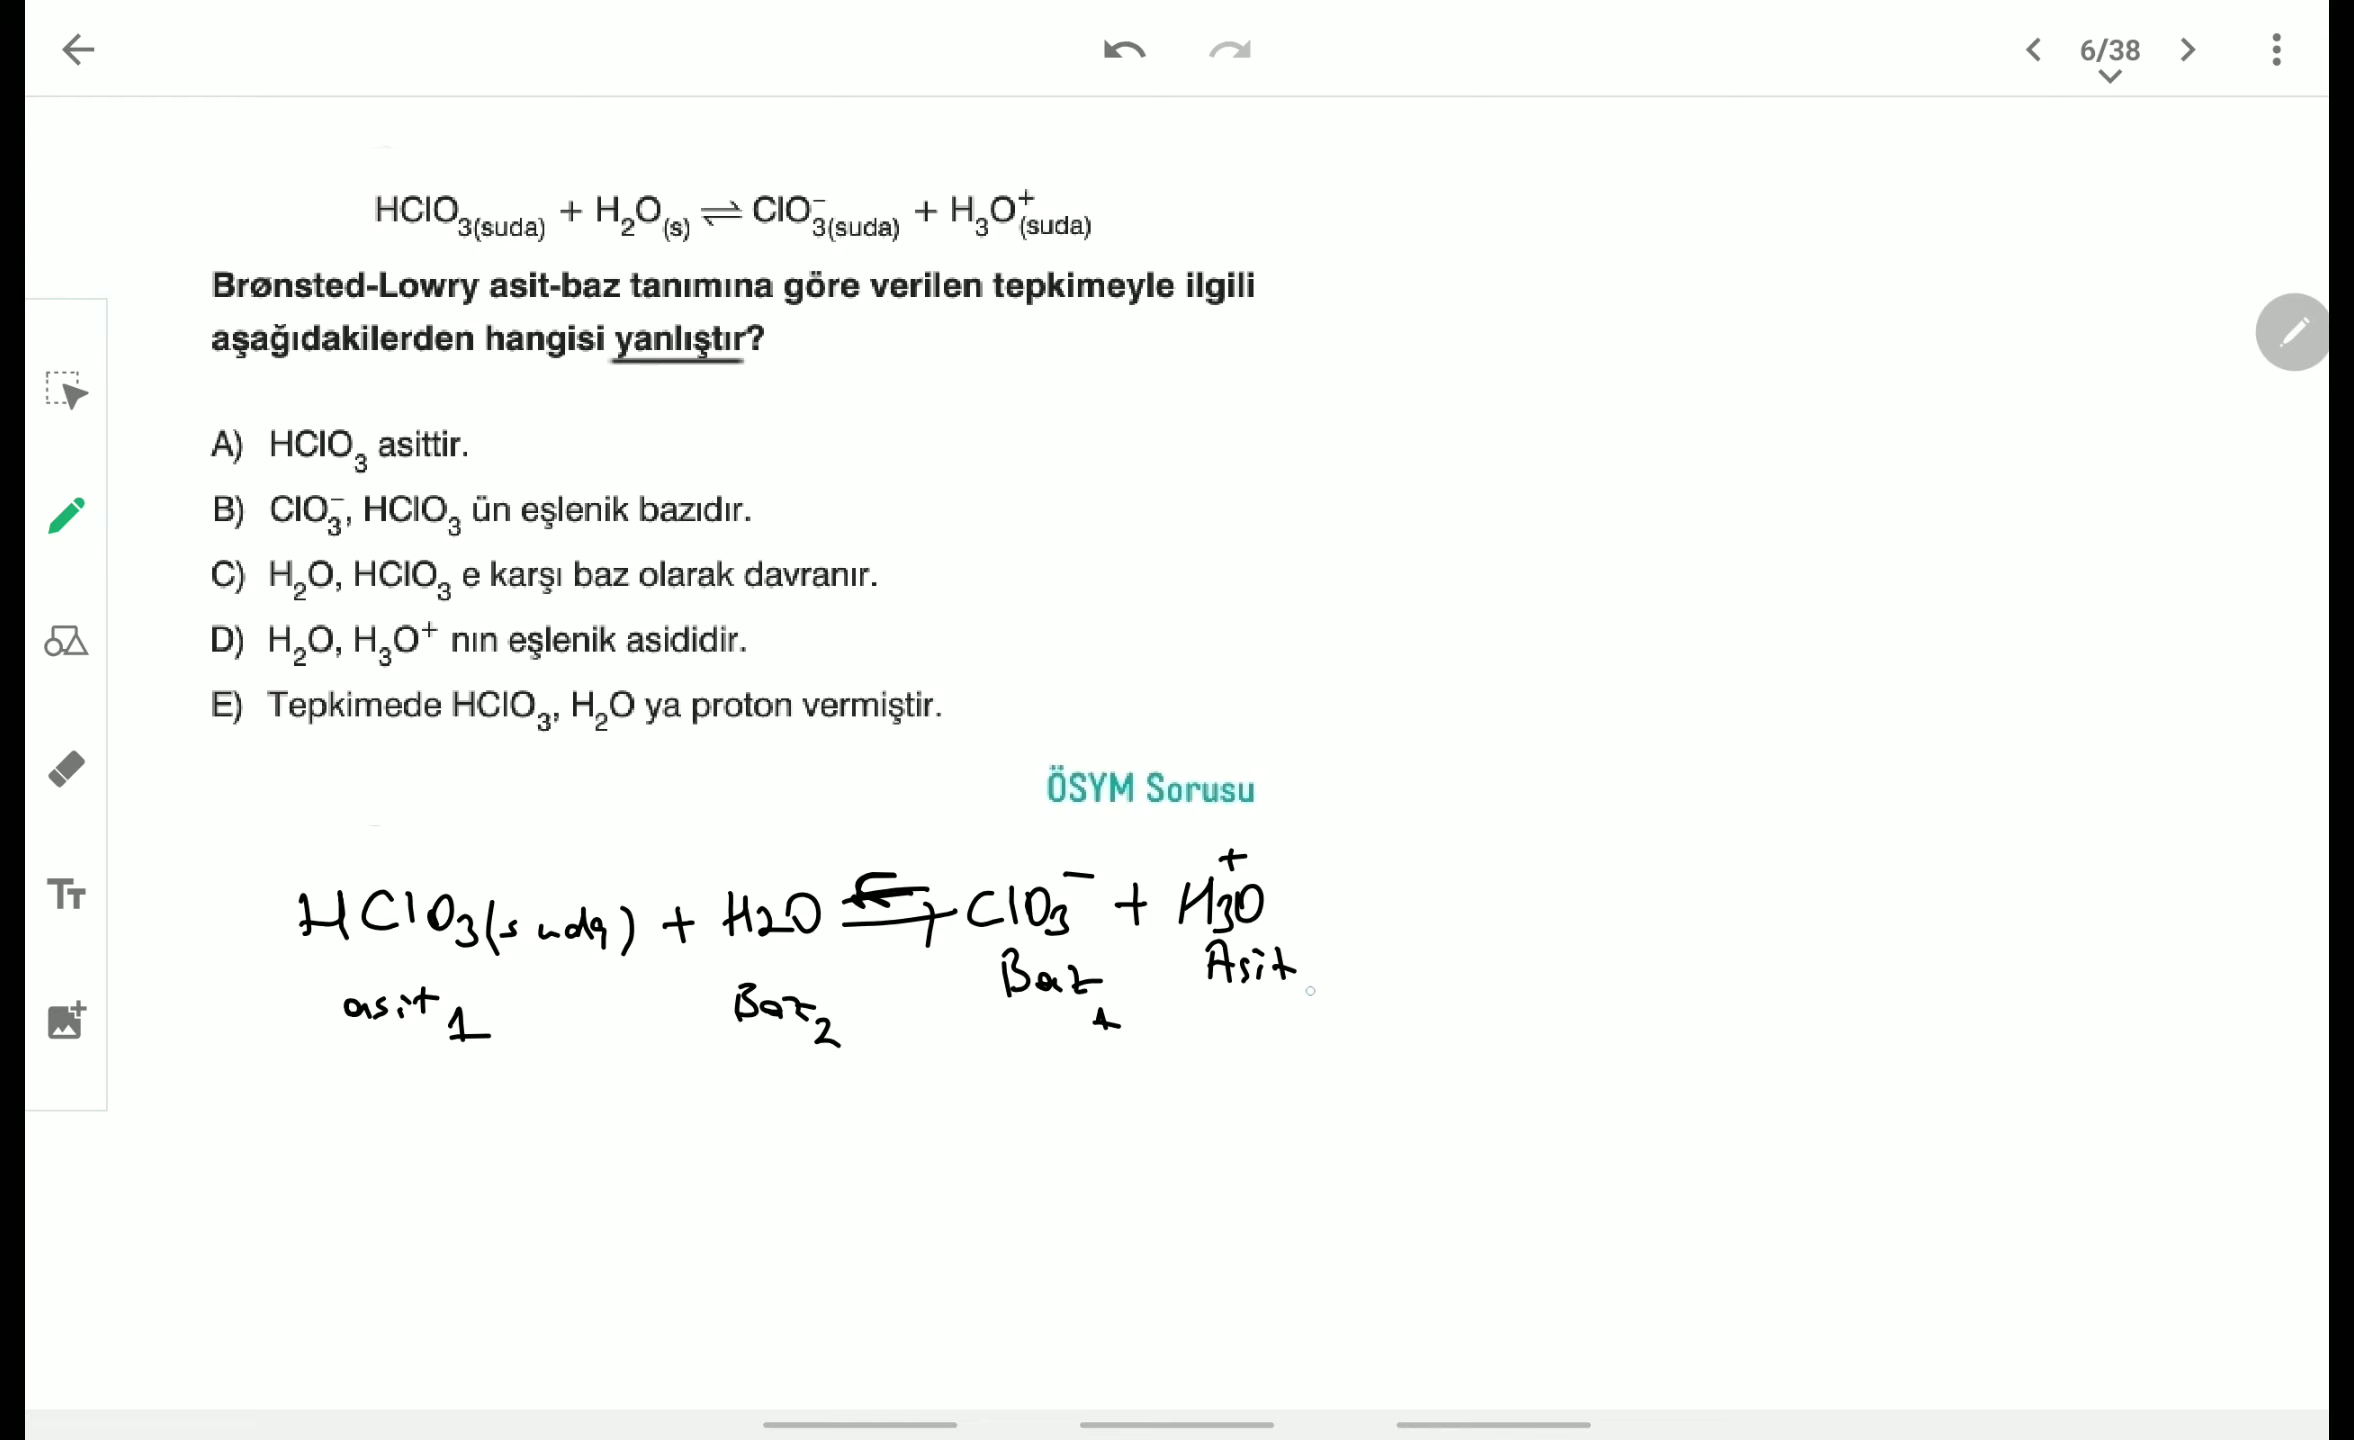 6/38
HClO₃(suda) + H₂O(s) ⇌ ClO₃⁻(suda) + H₃O⁺(suda)
Brønsted-Lowry asit-baz tanımına göre verilen tepkimeyle ilgili
aşağıdakilerden hangisi yanlıştır?
A) HClO₃ asittir.
B) ClO₃⁻, HClO₃ ün eşlenik bazıdır.
C) H₂O, HClO₃ e karşı baz olarak davranır.
D) H₂O, H₃O⁺ nın eşlenik asididir.
E) Tepkimede HClO₃, H₂O ya proton vermiştir.
ÖSYM Sorusu
Tт
HClO₃(suda) + H₂O ⇌ ClO₃⁻ + H₃O⁺
asit₁ Baz₂ Baz₁ Asit